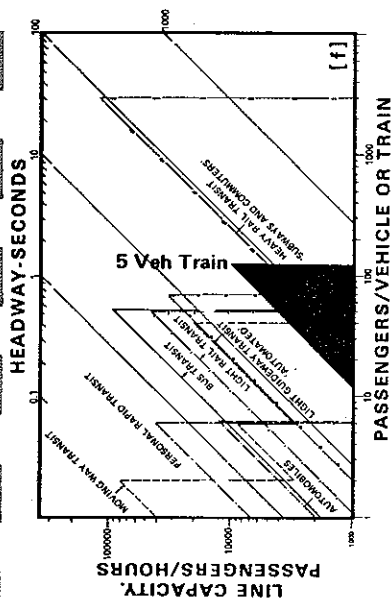 HEADWAY-SECONDS
0.1
1
10
100
1000
MOVING WAY TRANSIT
PERSONAL RAPID TRANSIT
BUS TRANSIT
LIGHT RAIL TRANSIT
LIGHT GUIDEWAY TRANSIT
AUTOMATED
AUTOMOBILES
5 Veh Train
HEAVY RAIL TRANSIT
SUBWAYS AND COMMUTERS
[f]
LINE CAPACITY.
PASSENGERS/HOURS
100000
10000
1000
10
100
1000
PASSENGERS/VEHICLE OR TRAIN